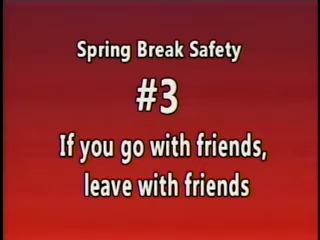 Spring Break Safety
#3
If you go with friends,
leave with friends